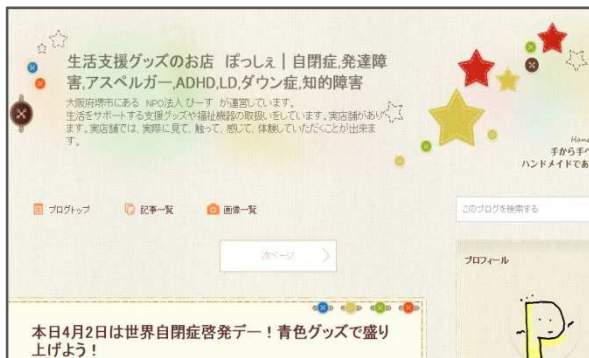 生活支援グッズのお店　ぽっしぇ｜自閉症,発達障
害,アスペルガー,ADHD,LD,ダウン症,知的障害
大阪府堺市にある NPO法人 ぴーす が運営しています。
生活をサポートする支援グッズや福祉機器の取扱いをしています。実店舗があり
ます。実店舗では、実際に見て、触って、感じて、体験していただくことが出来ま
す。
Hand
手から手へ
ハンドメイドであ
ブログトップ 記事一覧 画像一覧
このブログを検索する
次ページ
プロフィール
本日4月2日は世界自閉症啓発デー！青色グッズで盛り
上げよう！